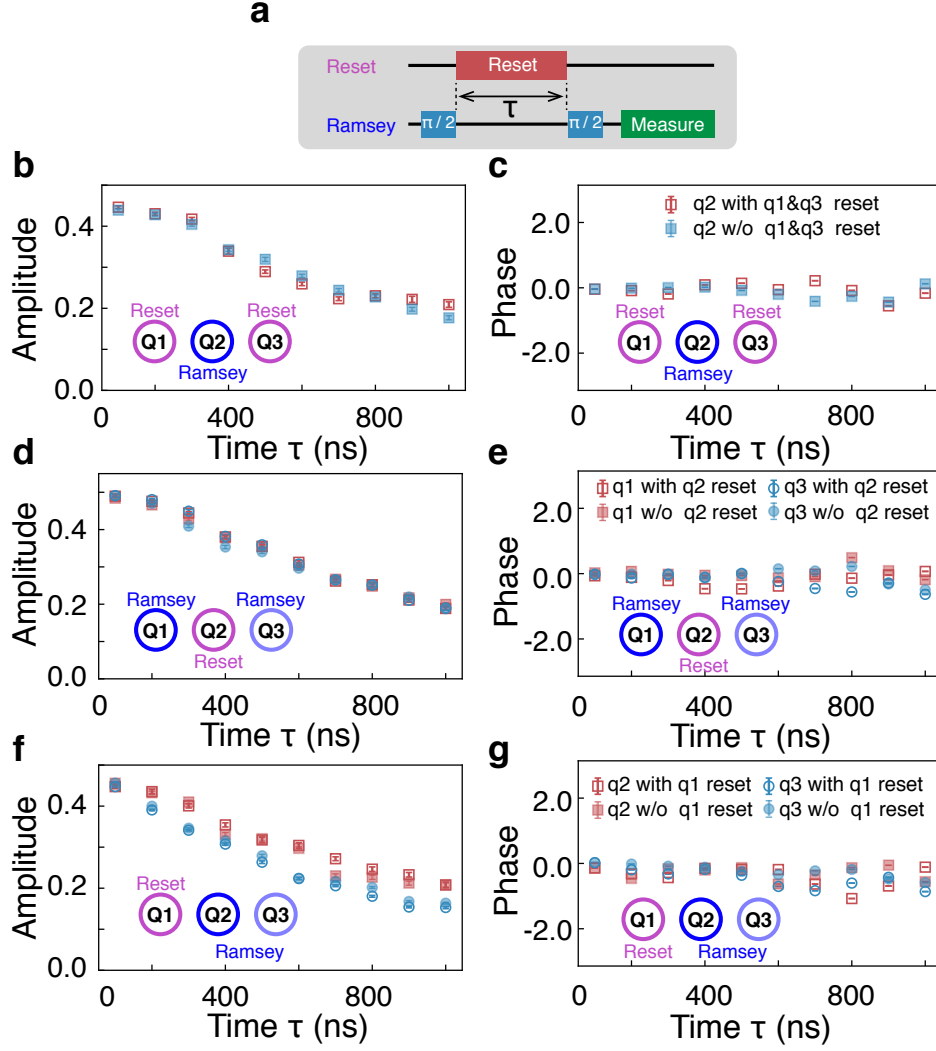 a
Reset
Reset
τ
Ramsey
π / 2
π / 2
Measure
b
Amplitude
0.4
0.2
0.0
Reset
Reset
Q1
Q2
Q3
Ramsey
0
400
800
Time τ (ns)
c
Phase
2.0
0.0
-2.0
q2 with q1&q3 reset
q2 w/o q1&q3 reset
Reset
Reset
Q1
Q2
Q3
Ramsey
0
400
800
Time τ (ns)
d
Amplitude
0.4
0.2
0.0
Ramsey
Ramsey
Q1
Q2
Q3
Reset
0
400
800
Time τ (ns)
e
Phase
2.0
0.0
-2.0
q1 with q2 reset
q3 with q2 reset
q1 w/o q2 reset
q3 w/o q2 reset
Ramsey
Ramsey
Q1
Q2
Q3
Reset
0
400
800
Time τ (ns)
f
Amplitude
0.4
0.2
0.0
Reset
Q1
Q2
Q3
Ramsey
0
400
800
Time τ (ns)
g
Phase
2.0
0.0
-2.0
q2 with q1 reset
q3 with q1 reset
q2 w/o q1 reset
q3 w/o q1 reset
Q1
Q2
Q3
Reset
Ramsey
0
400
800
Time τ (ns)